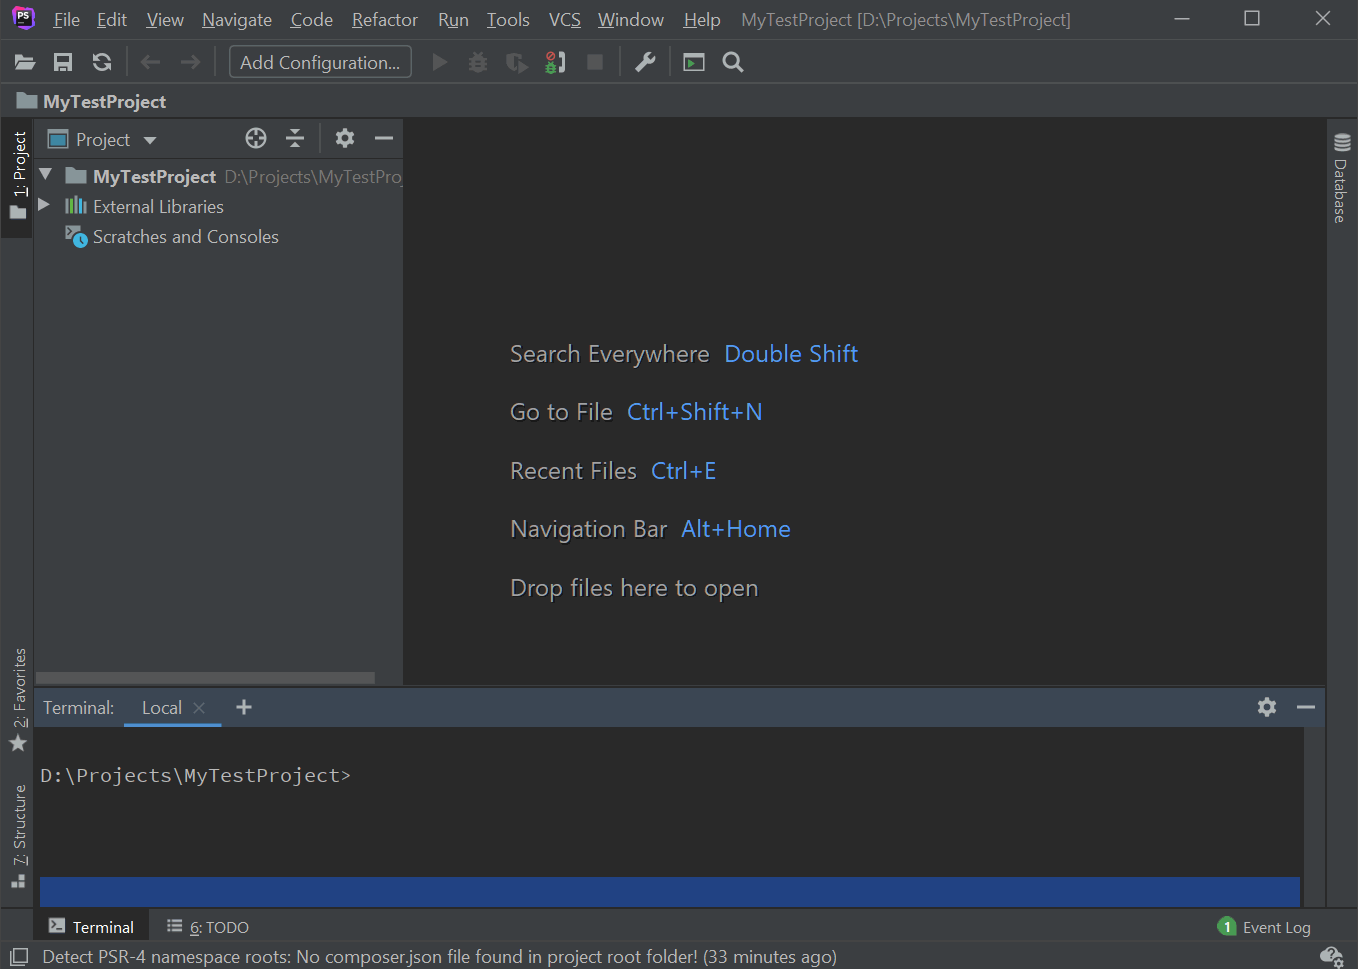 PS File Edit View Navigate Code Refactor Run Tools VCS Window Help MyTestProject [D:\Projects\MyTestProject]
Add Configuration...
MyTestProject
1: Project
Project
MyTestProject D:\Projects\MyTestPro
External Libraries
Scratches and Consoles
Database
Search Everywhere Double Shift
Go to File Ctrl+Shift+N
Recent Files Ctrl+E
Navigation Bar Alt+Home
Drop files here to open
2: Favorites
7: Structure
Terminal: Local
D:\Projects\MyTestProject>
Terminal 6: TODO 1 Event Log
Detect PSR-4 namespace roots: No composer.json file found in project root folder! (33 minutes ago)